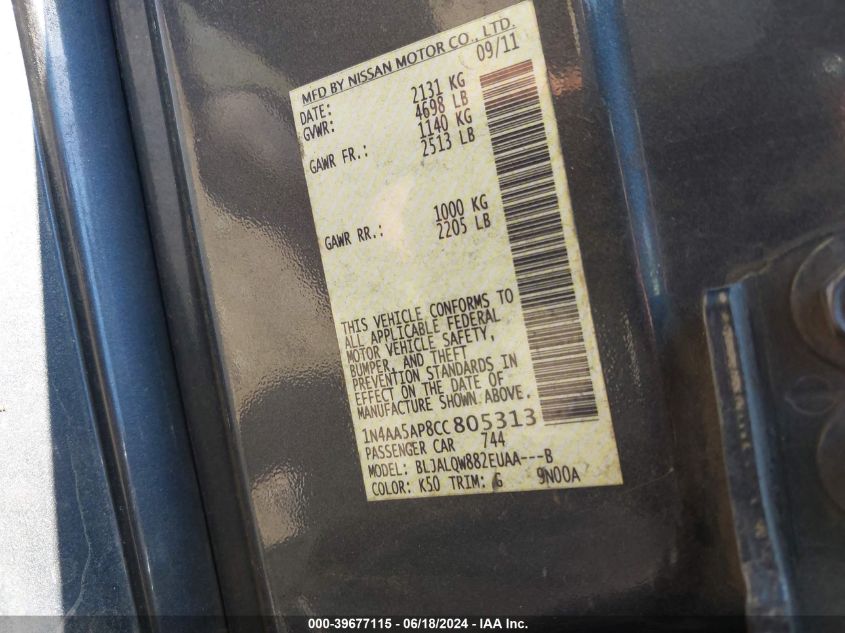 MFD BY NISSAN MOTOR CO., LTD.
DATE: 09/11
GVWR: 2131 KG
4698 LB
GAWR FR.: 1140 KG
2513 LB
GAWR RR.: 1000 KG
2205 LB
THIS VEHICLE CONFORMS TO
ALL APPLICABLE FEDERAL
MOTOR VEHICLE SAFETY,
BUMPER, AND THEFT
PREVENTION STANDARDS IN
EFFECT ON THE DATE OF
MANUFACTURE SHOWN ABOVE.
1N4AA5AP8CC805313
PASSENGER CAR 744
MODEL: BLJALQW882EUAA---B
COLOR: K50 TRIM: G 9N00A
000-39677115 - 06/18/2024 - IAA Inc.